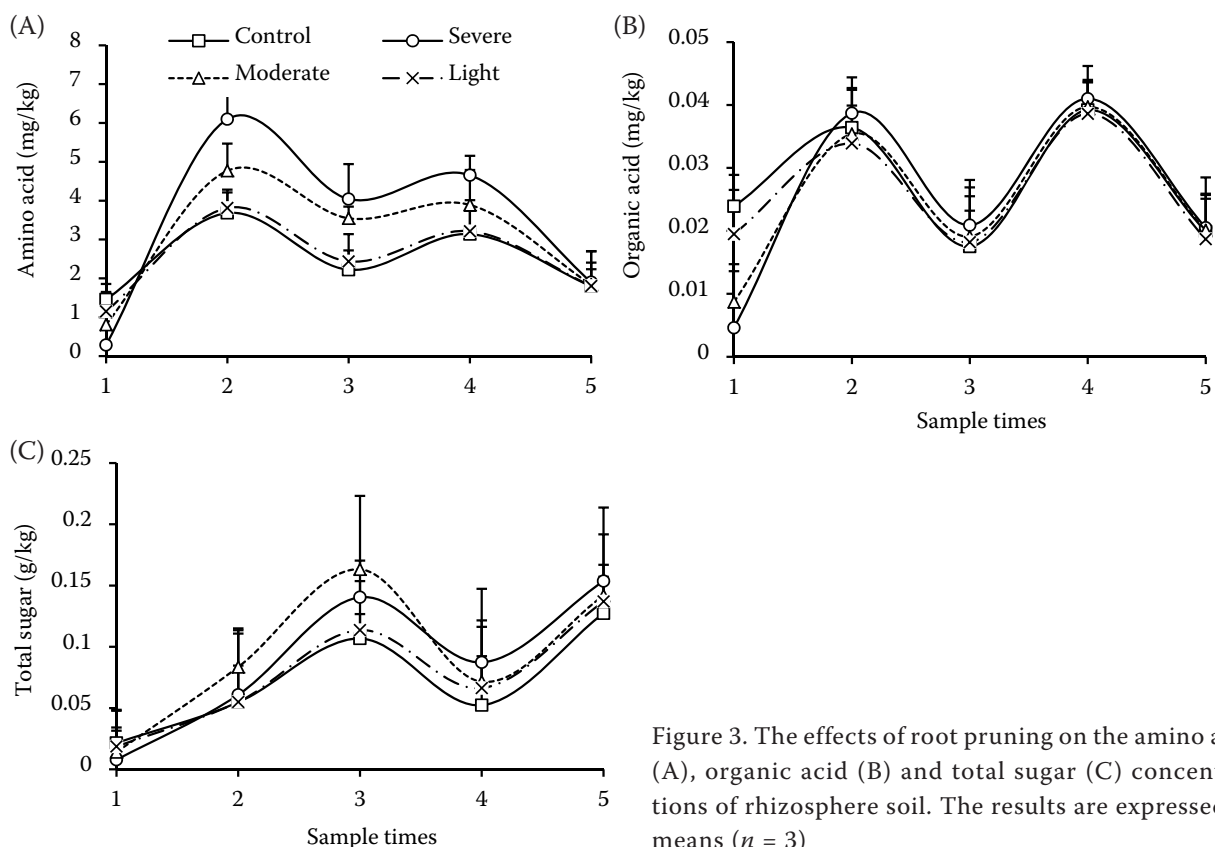 (A)
Control
Severe
Moderate
Light
Amino acid (mg/kg)
8
7
6
5
4
3
2
1
0
1 2 3 4 5
(B)
Organic acid (mg/kg)
0.05
0.04
0.03
0.02
0.01
0
1 2 3 4 5
Sample times
(C)
Total sugar (g/kg)
0.25
0.2
0.15
0.1
0.05
0
1 2 3 4 5
Sample times
Figure 3. The effects of root pruning on the amino a
(A), organic acid (B) and total sugar (C) concent
tions of rhizosphere soil. The results are expressed
means (n = 3)